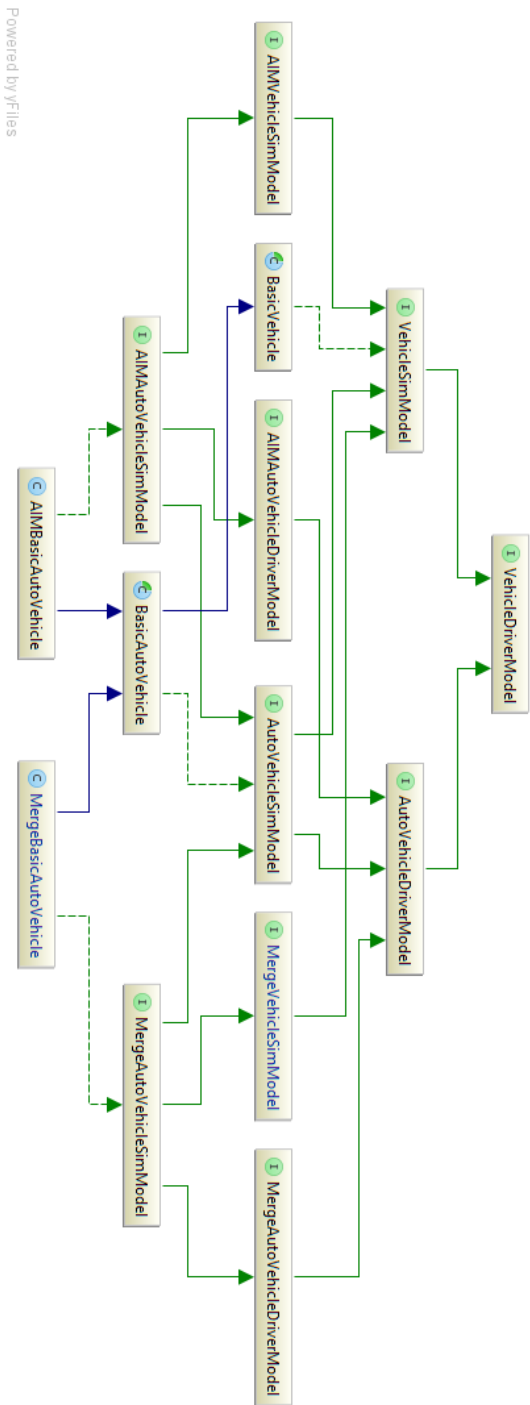 I VehicleDriverModel
I VehicleSimModel
I AutoVehicleDriverModel
I AIMVehicleSimModel
C BasicVehicle
I AIMAutoVehicleDriverModel
I AutoVehicleSimModel
I MergeVehicleSimModel
I MergeAutoVehicleDriverModel
I AIMAutoVehicleSimModel
C BasicAutoVehicle
I MergeAutoVehicleSimModel
C AIMBasicAutoVehicle
C MergeBasicAutoVehicle
Powered by yFiles